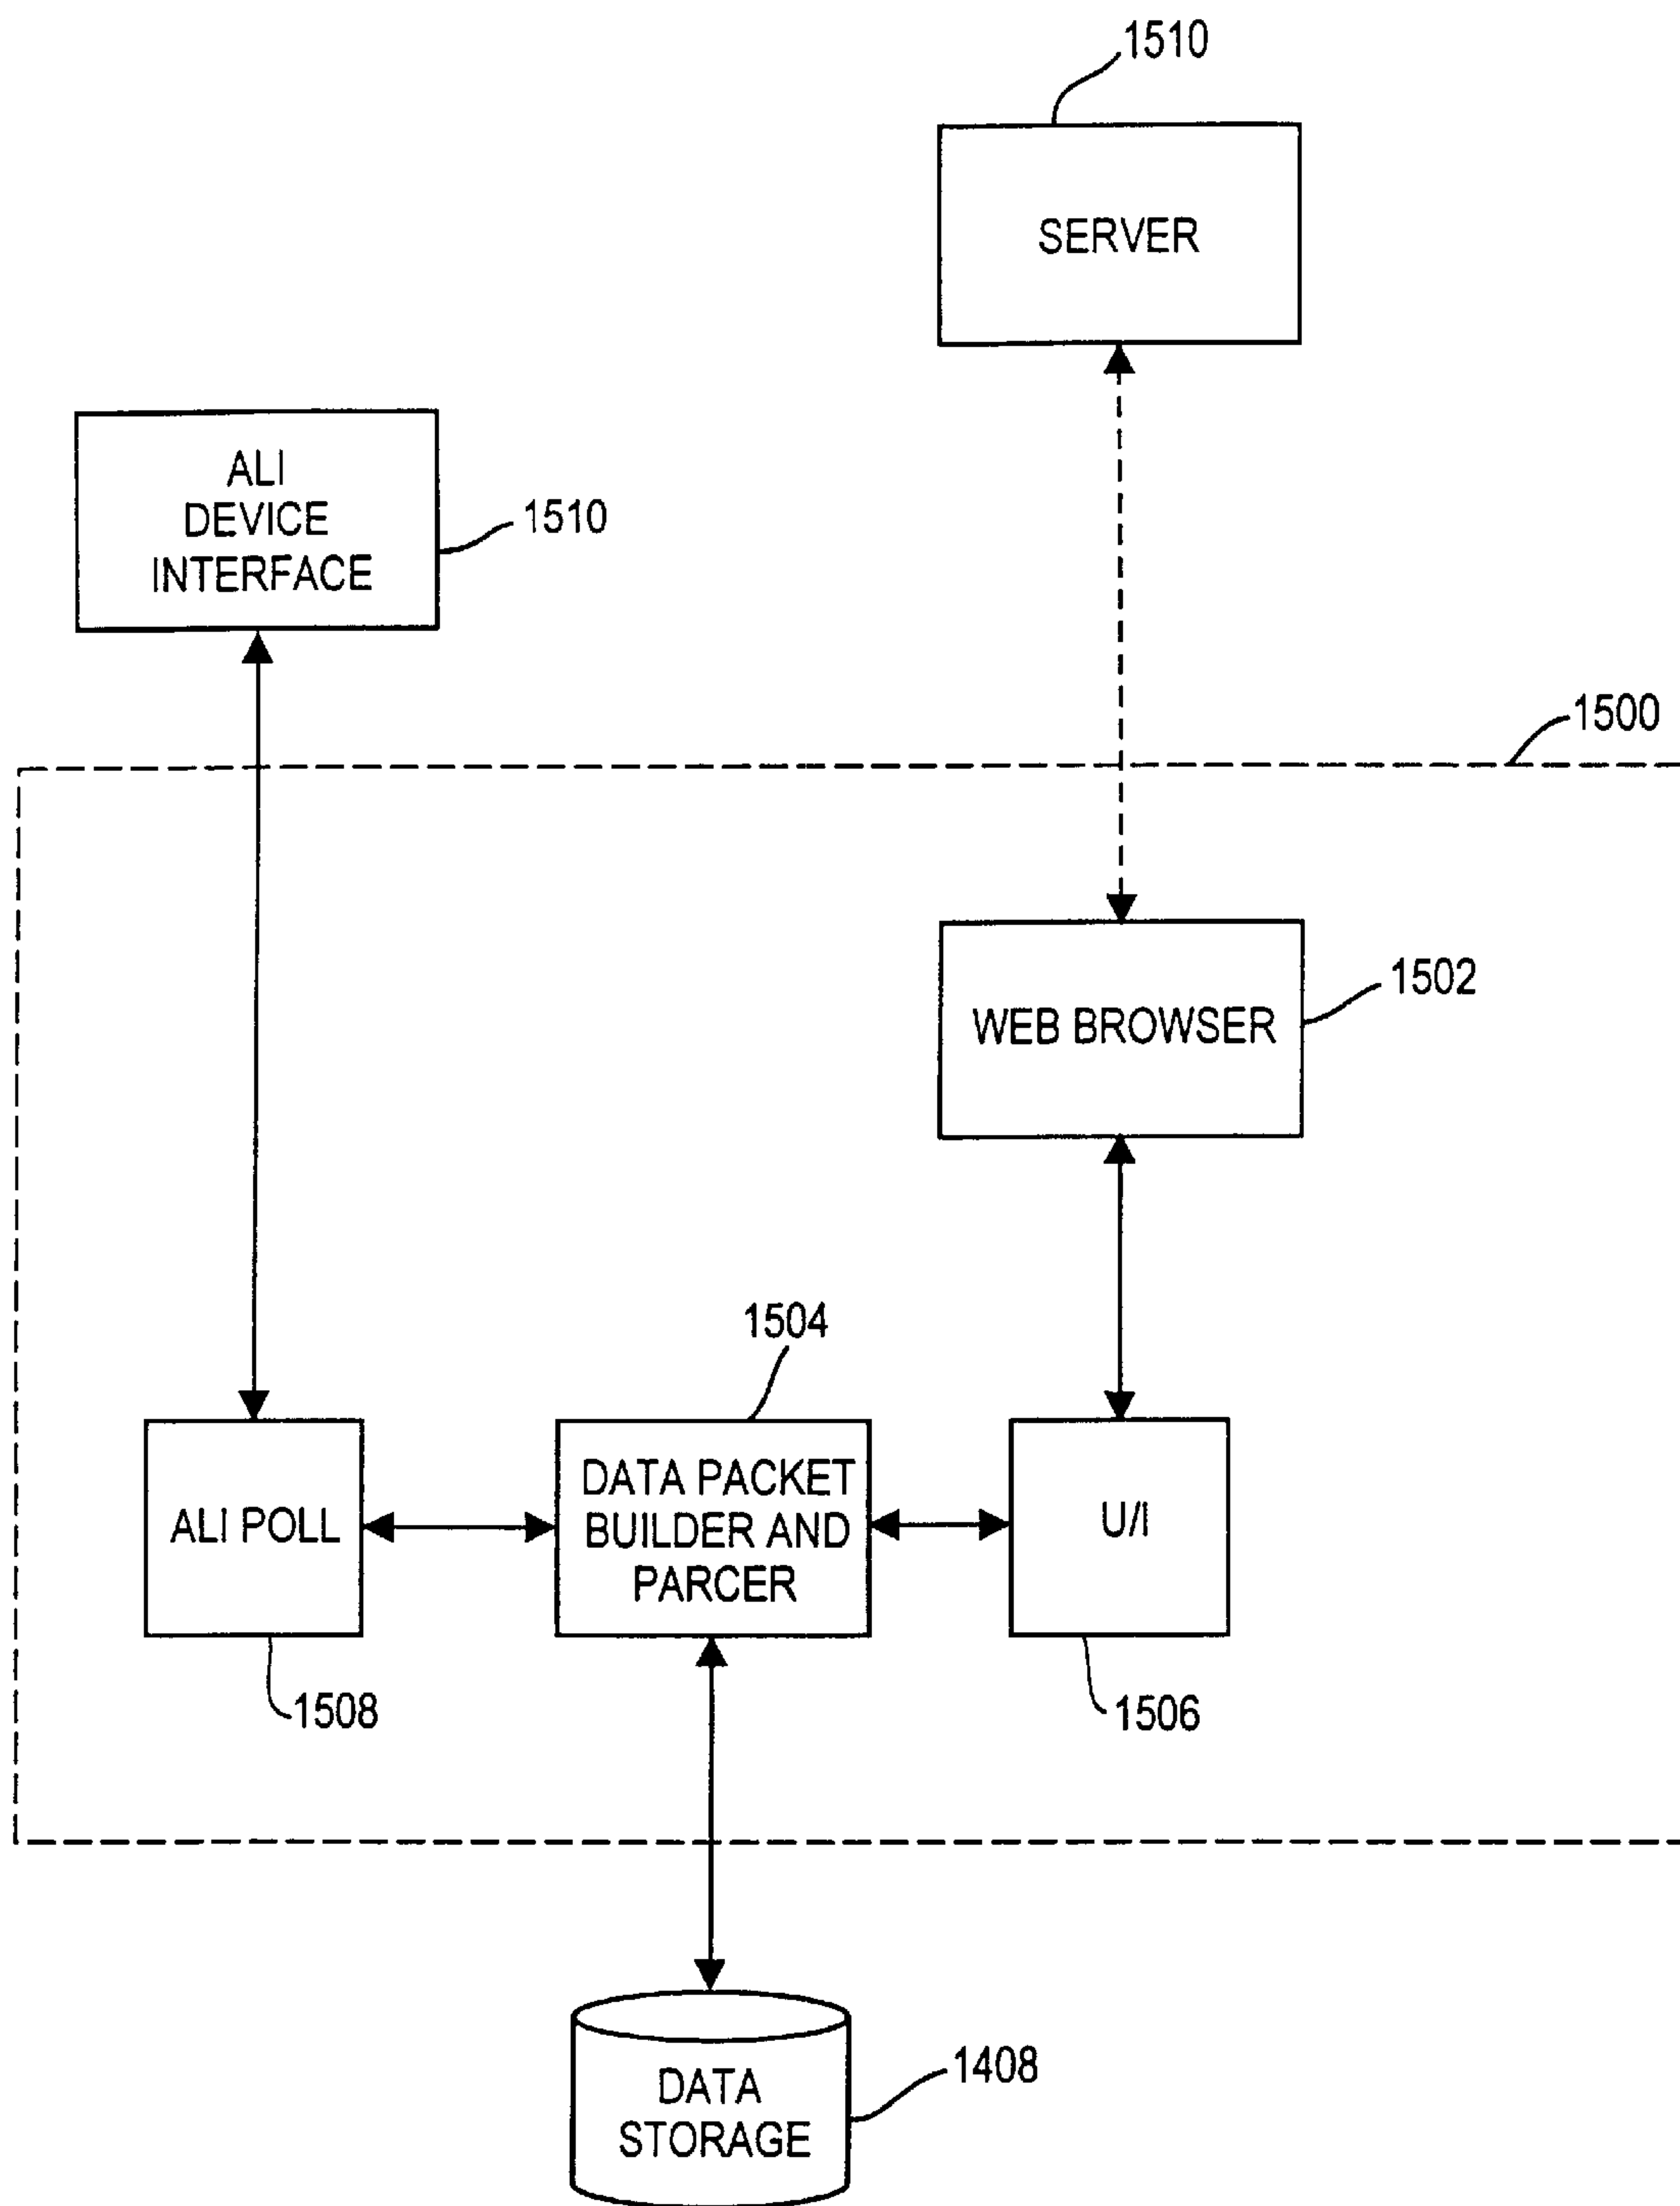 1510
SERVER
ALI
DEVICE
INTERFACE
1510
1500
1502
WEB BROWSER
1504
ALI POLL
DATA PACKET
BUILDER AND
PARCER
U/I
1508
1506
1408
DATA
STORAGE